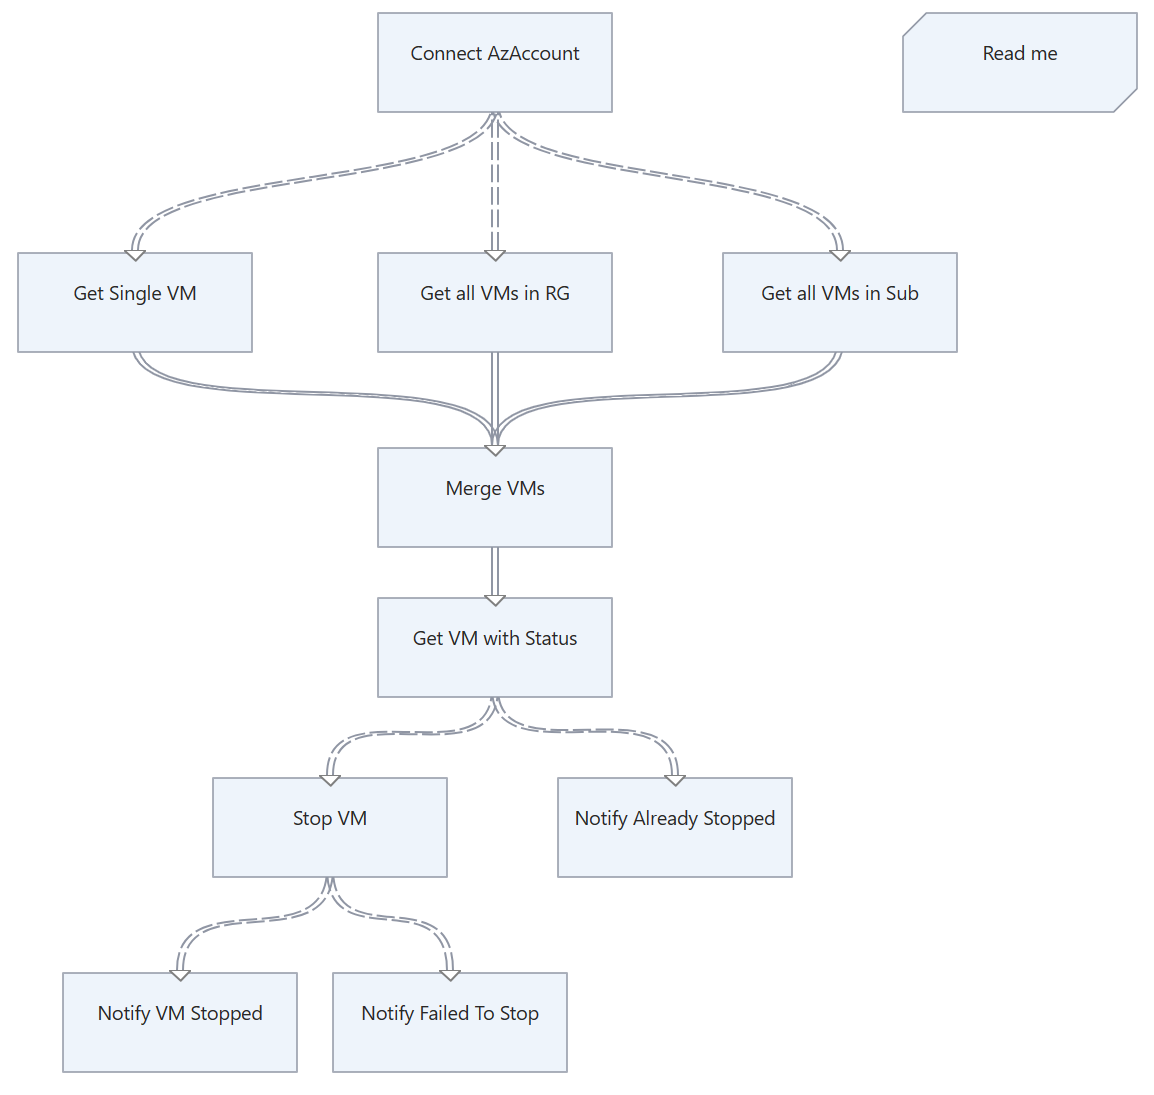 Connect AzAccount
Read me
Get Single VM
Get all VMs in RG
Get all VMs in Sub
Merge VMs
Get VM with Status
Stop VM
Notify Already Stopped
Notify VM Stopped
Notify Failed To Stop